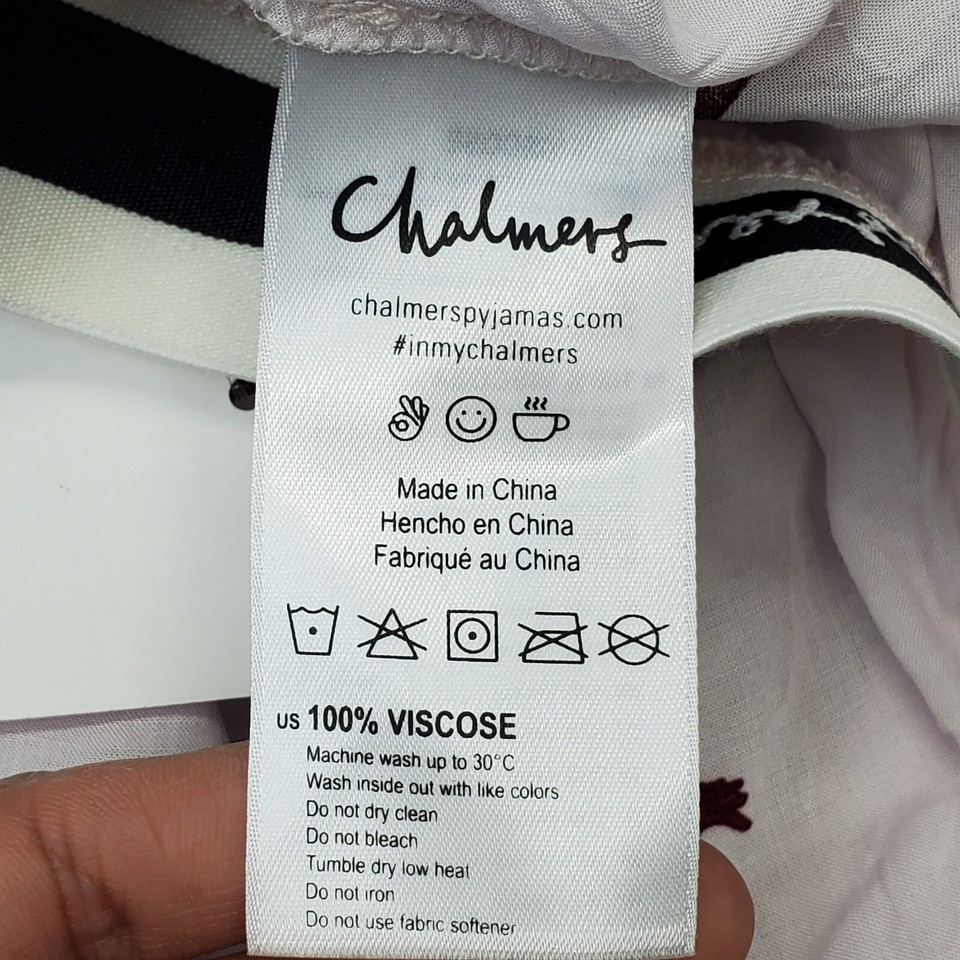 Chalmers
chalmerspyjamas.com
#inmychalmers
Made in China
Hencho en China
Fabriqué au China
US 100% VISCOSE
Machine wash up to 30°C
Wash inside out with like colors
Do not dry clean
Do not bleach
Tumble dry low heat
Do not iron
Do not use fabric softener